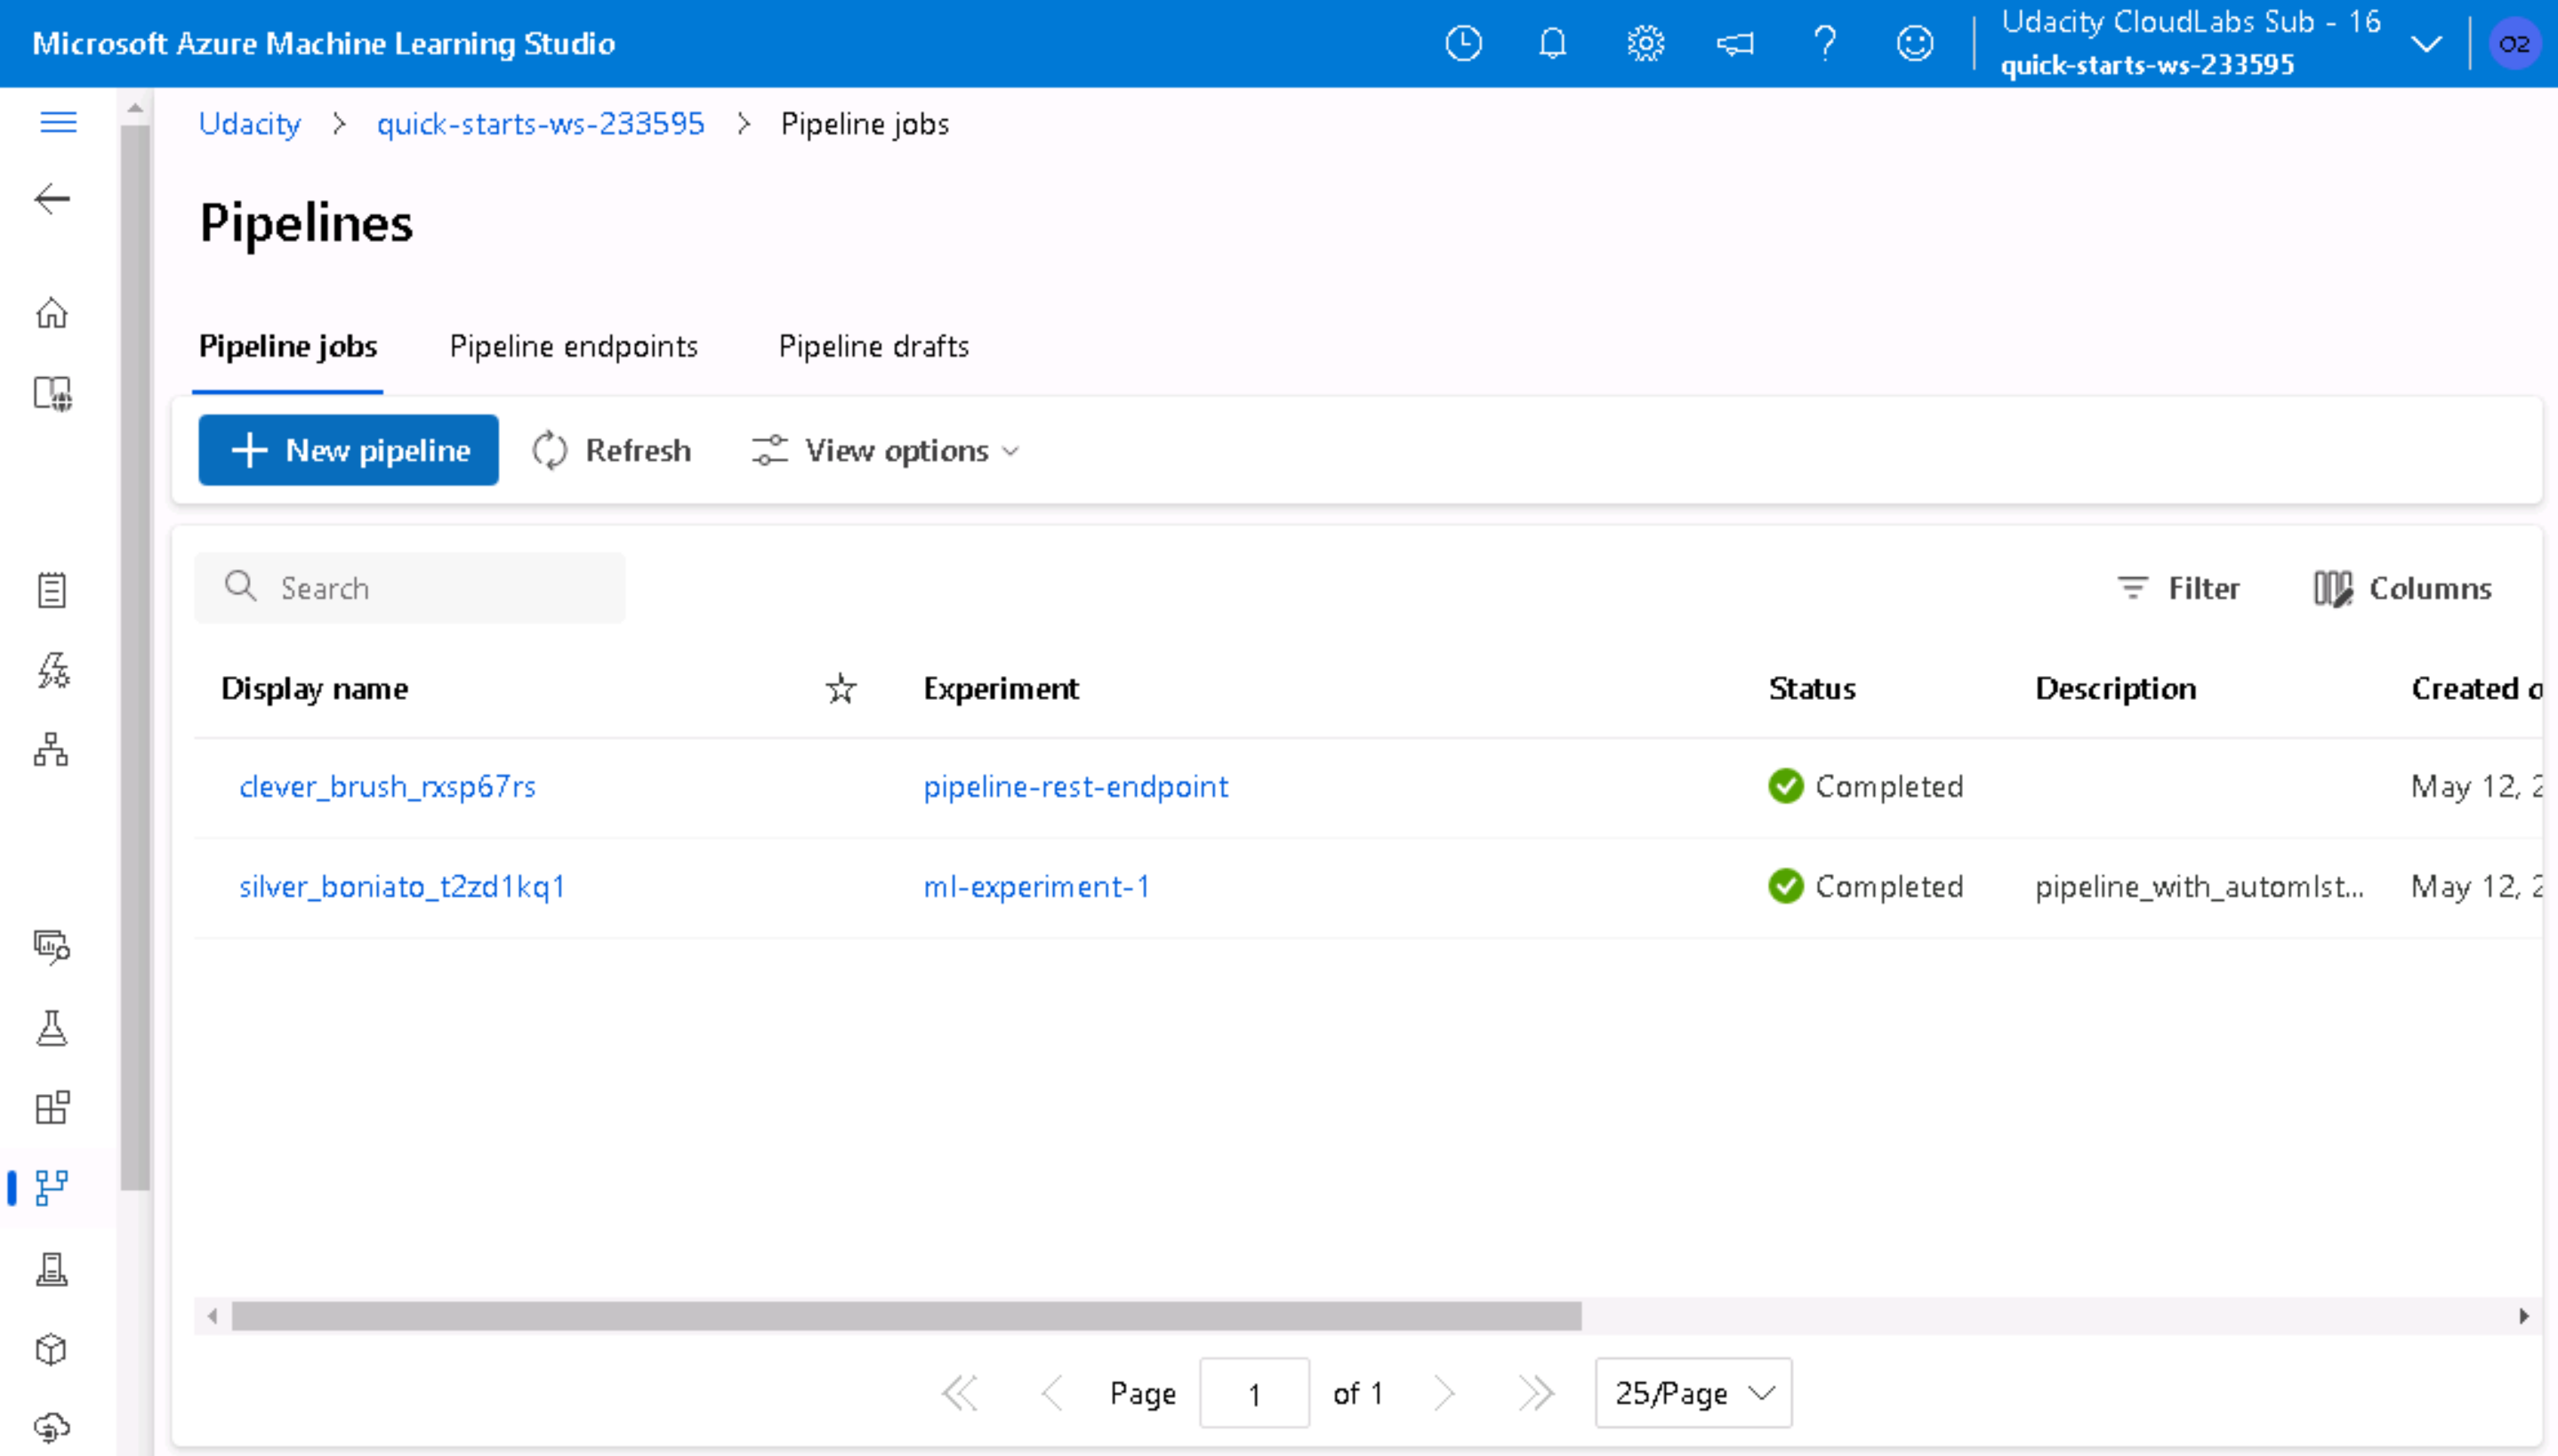 Microsoft Azure Machine Learning Studio
Udacity CloudLabs Sub - 16
quick-starts-ws-233595
O2
Udacity > quick-starts-ws-233595 > Pipeline jobs
Pipelines
Pipeline jobs Pipeline endpoints Pipeline drafts
New pipeline Refresh View options
Search Filter Columns
Display name Experiment Status Description Created o
clever_brush_rxsp67rs pipeline-rest-endpoint Completed May 12, 2
silver_boniato_t2zd1kq1 ml-experiment-1 Completed pipeline_with_automlst... May 12, 2
Page 1 of 1 25/Page